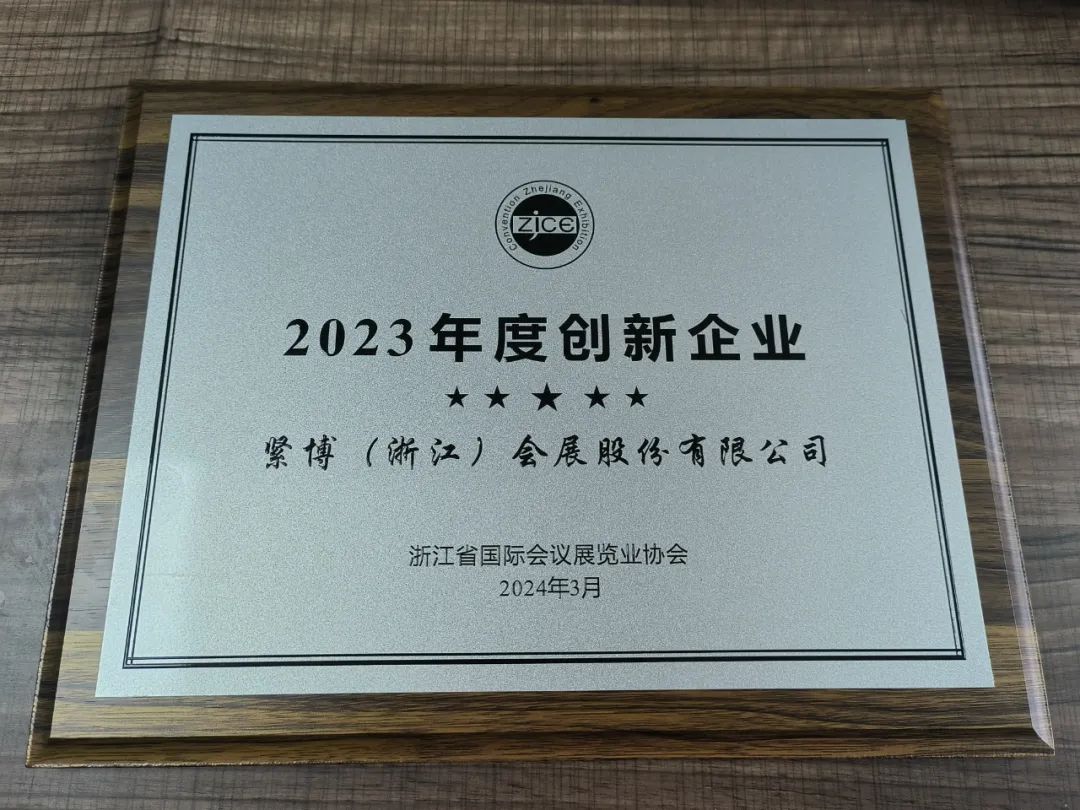 Convention Zhejiang Exhibition
zjce
2023年度创新企业
★★★★★
紧博（浙江）会展股份有限公司
浙江省国际会议展览业协会
2024年3月